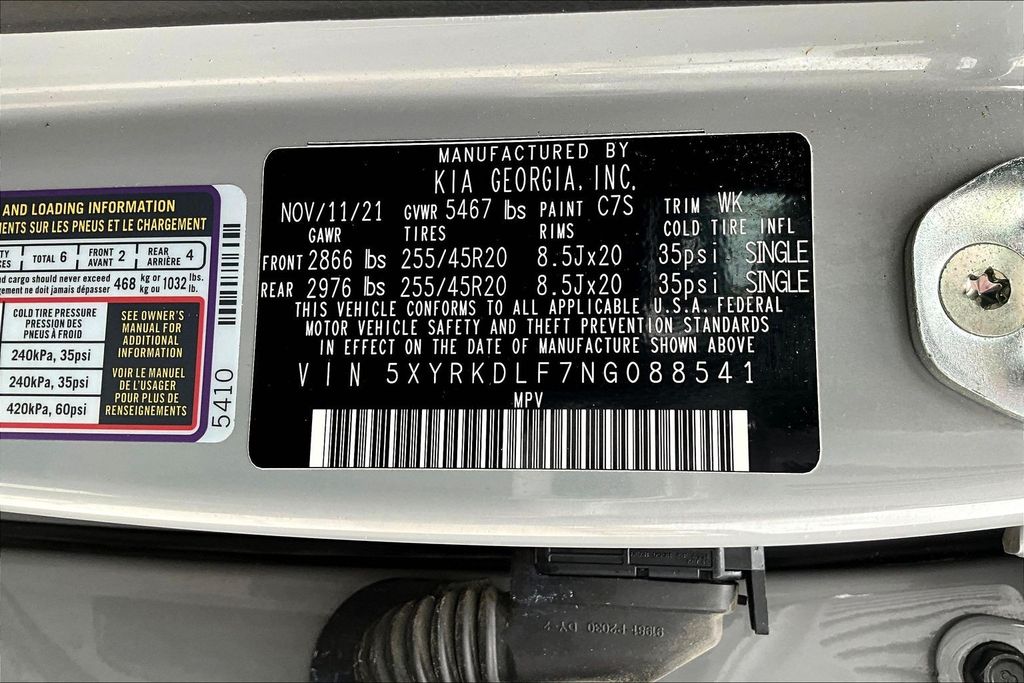 AND LOADING INFORMATION
SUR LES PNEUS ET LE CHARGEMENT
TOTAL 6
FRONT AVANT 2
REAR ARRIÈRE 4
cargo should never exceed 468 kg or 1032 lbs.
ne doit jamais dépasser kg ou lb.
COLD TIRE PRESSURE
PRESSION DES
PNEUS À FROID
240kPa, 35psi
240kPa, 35psi
420kPa, 60psi
SEE OWNER'S
MANUAL FOR
ADDITIONAL
INFORMATION
VOIR LE MANUEL
DE L'USAGER
POUR PLUS DE
RENSEIGNEMENTS
5410
MANUFACTURED BY
KIA GEORGIA, INC.
NOV/11/21 GVWR 5467 lbs PAINT C7S TRIM WK
GAWR TIRES RIMS COLD TIRE INFL
FRONT 2866 lbs 255/45R20 8.5Jx20 35psi SINGLE
REAR 2976 lbs 255/45R20 8.5Jx20 35psi SINGLE
THIS VEHICLE CONFORMS TO ALL APPLICABLE U.S.A. FEDERAL
MOTOR VEHICLE SAFETY AND THEFT PREVENTION STANDARDS
IN EFFECT ON THE DATE OF MANUFACTURE SHOWN ABOVE
VIN 5XYRKDLF7NG088541
MPV